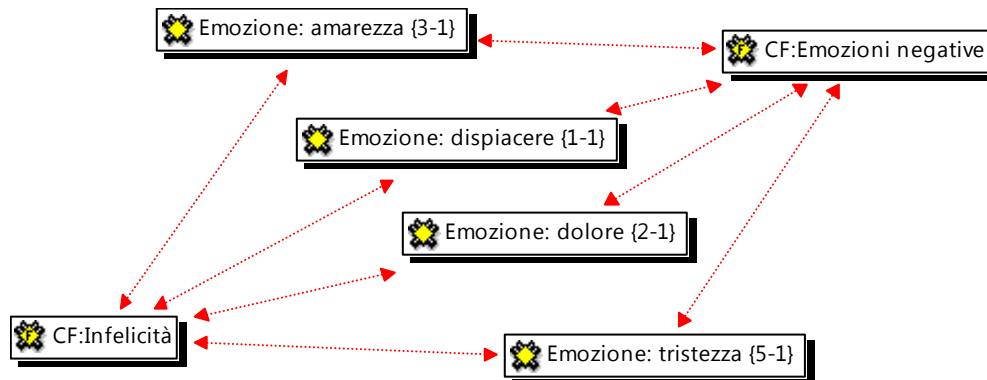 Emozione: amarezza {3-1}
CF:Emozioni negative
Emozione: dispiacere {1-1}
Emozione: dolore {2-1}
CF:Infelicità
Emozione: tristezza {5-1}